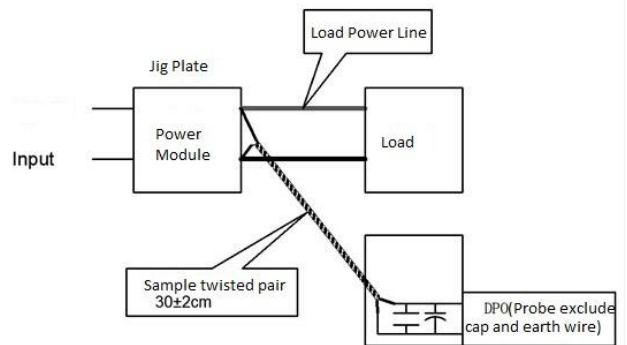 Load Power Line
Jig Plate
Power
Module
Load
Input
Sample twisted pair
30±2cm
DPO(Probe exclude
cap and earth wire)